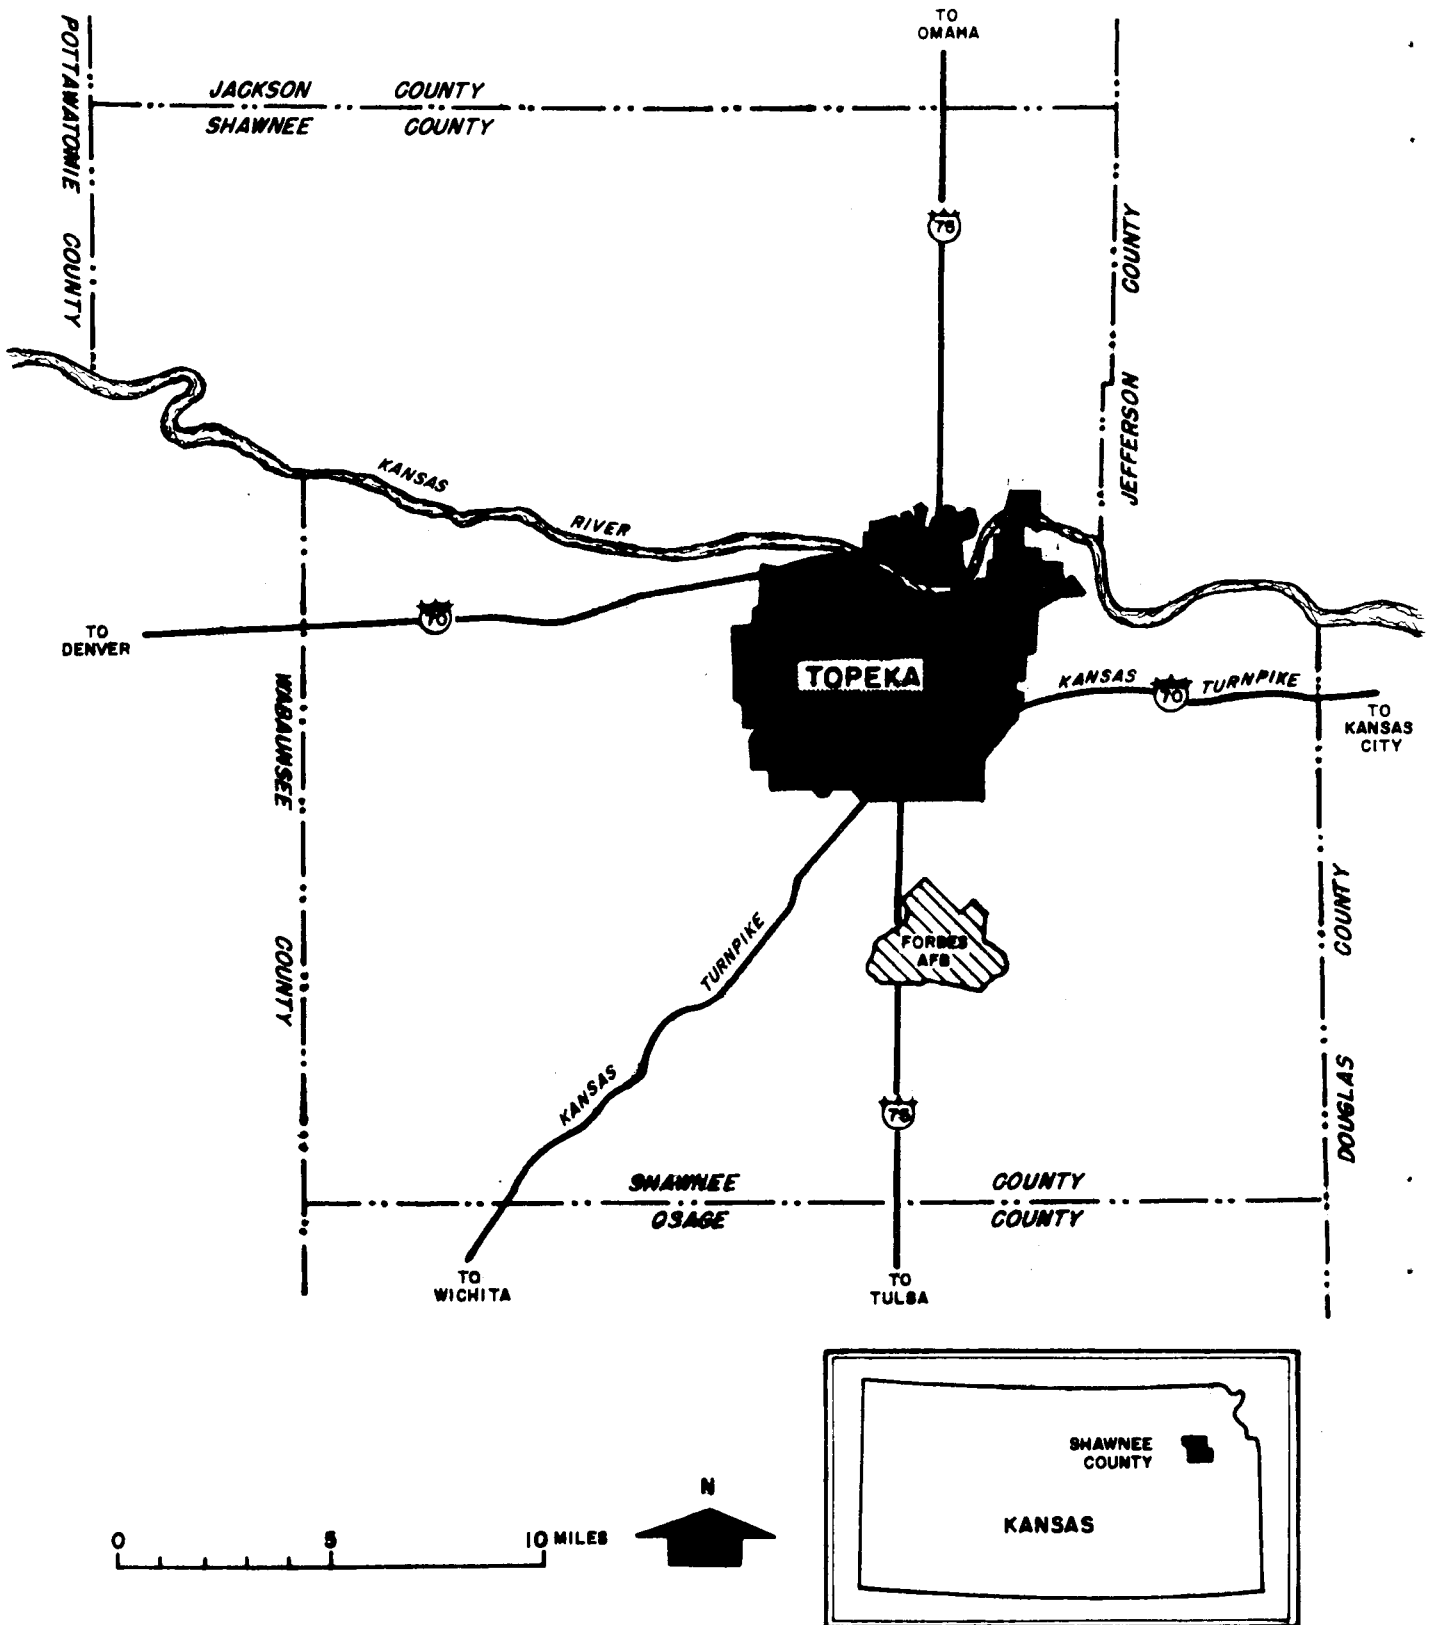 TO
OMAHA
POTTAWATOMIE COUNTY
JACKSON COUNTY
SHAWNEE COUNTY
75
JEFFERSON COUNTY
KANSAS RIVER
70
TO
DENVER
TOPEKA
KANSAS 70 TURNPIKE
TO
KANSAS
CITY
WABAUNSEE COUNTY
FORBES
AFB
KANSAS TURNPIKE
75
DOUGLAS COUNTY
SHAWNEE COUNTY
OSAGE COUNTY
TO
WICHITA
TO
TULSA
SHAWNEE
COUNTY
KANSAS
N
0 5 10 MILES